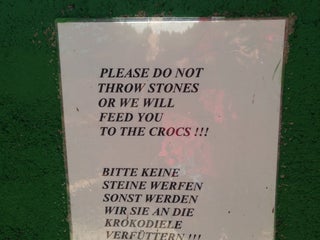 PLEASE DO NOT
THROW STONES
OR WE WILL
FEED YOU
TO THE CROCS !!!
BITTE KEINE
STEINE WERFEN
SONST WERDEN
WIR SIE AN DIE
KROKODIELE
VERFÜTTERN !!!